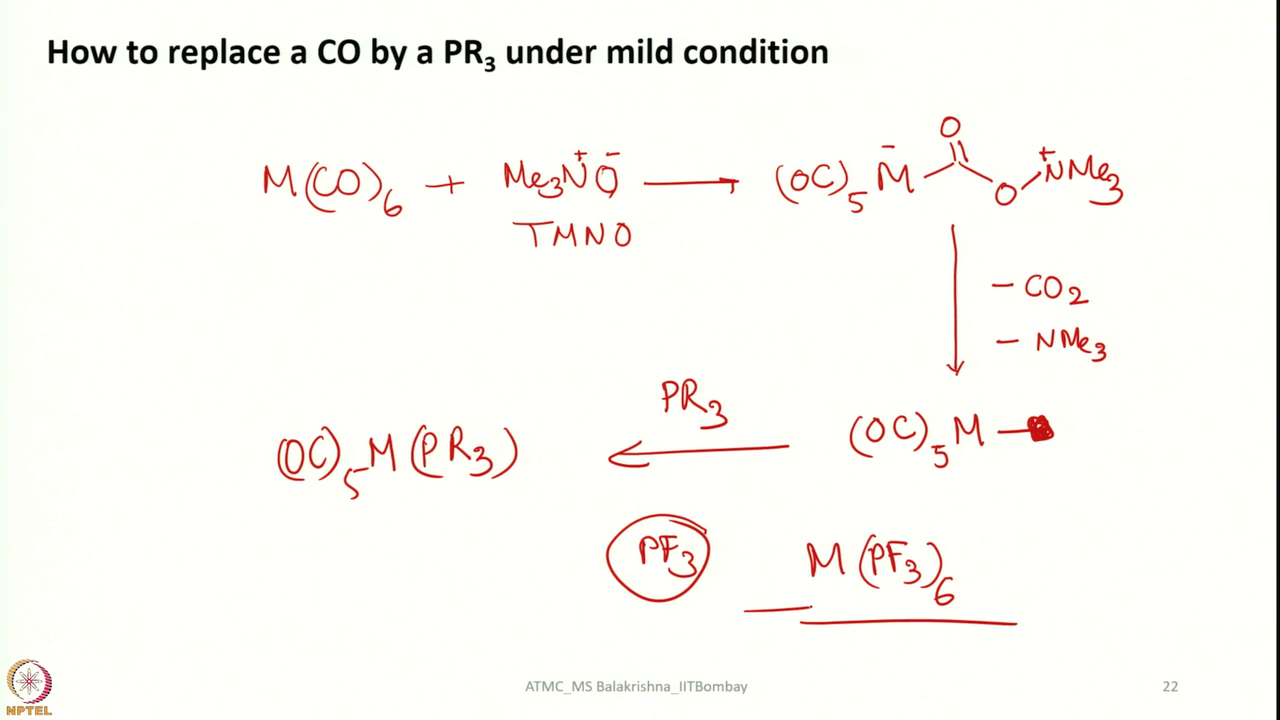 How to replace a CO by a PR₃ under mild condition
M(CO)₆ + Me₃N⁺O⁻ → (OC)₅M⁻ O O N⁺Me₃
TMNO
- CO₂
- NMe₃
(OC)₅M(PR₃) ← PR₃ (OC)₅M —
PF₃ M(PF₃)₆
NPTEL ATMC_MS Balakrishna_IITBombay 22